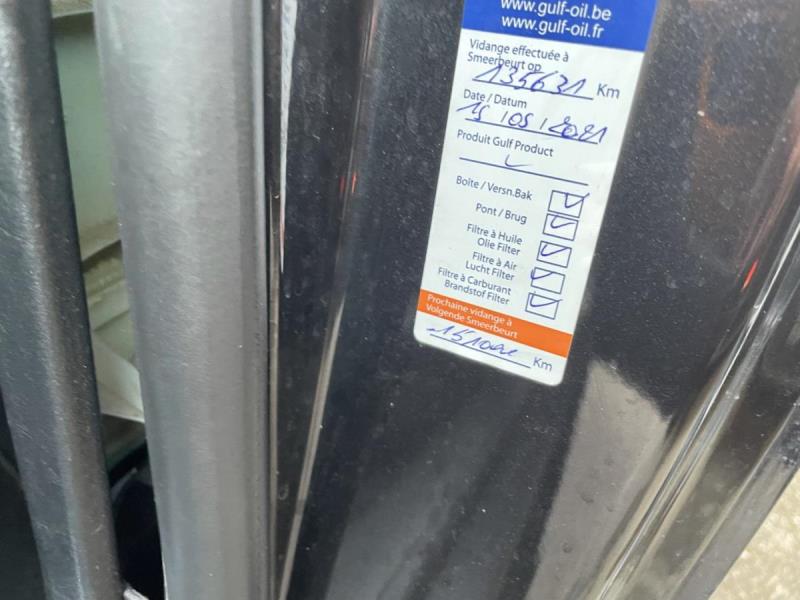 www.gulf-oil.be
www.gulf-oil.fr
Vidange effectuée à
Smeerbeurt op
135631 Km
Date / Datum
15 / 05 / 2021
Produit Gulf Product
Boîte / Versn.Bak
Pont / Brug
Filtre à Huile
Olie Filter
Filtre à Air
Lucht Filter
Filtre à Carburant
Brandstof Filter
Prochaine vidange à
Volgende Smeerbeurt
Km